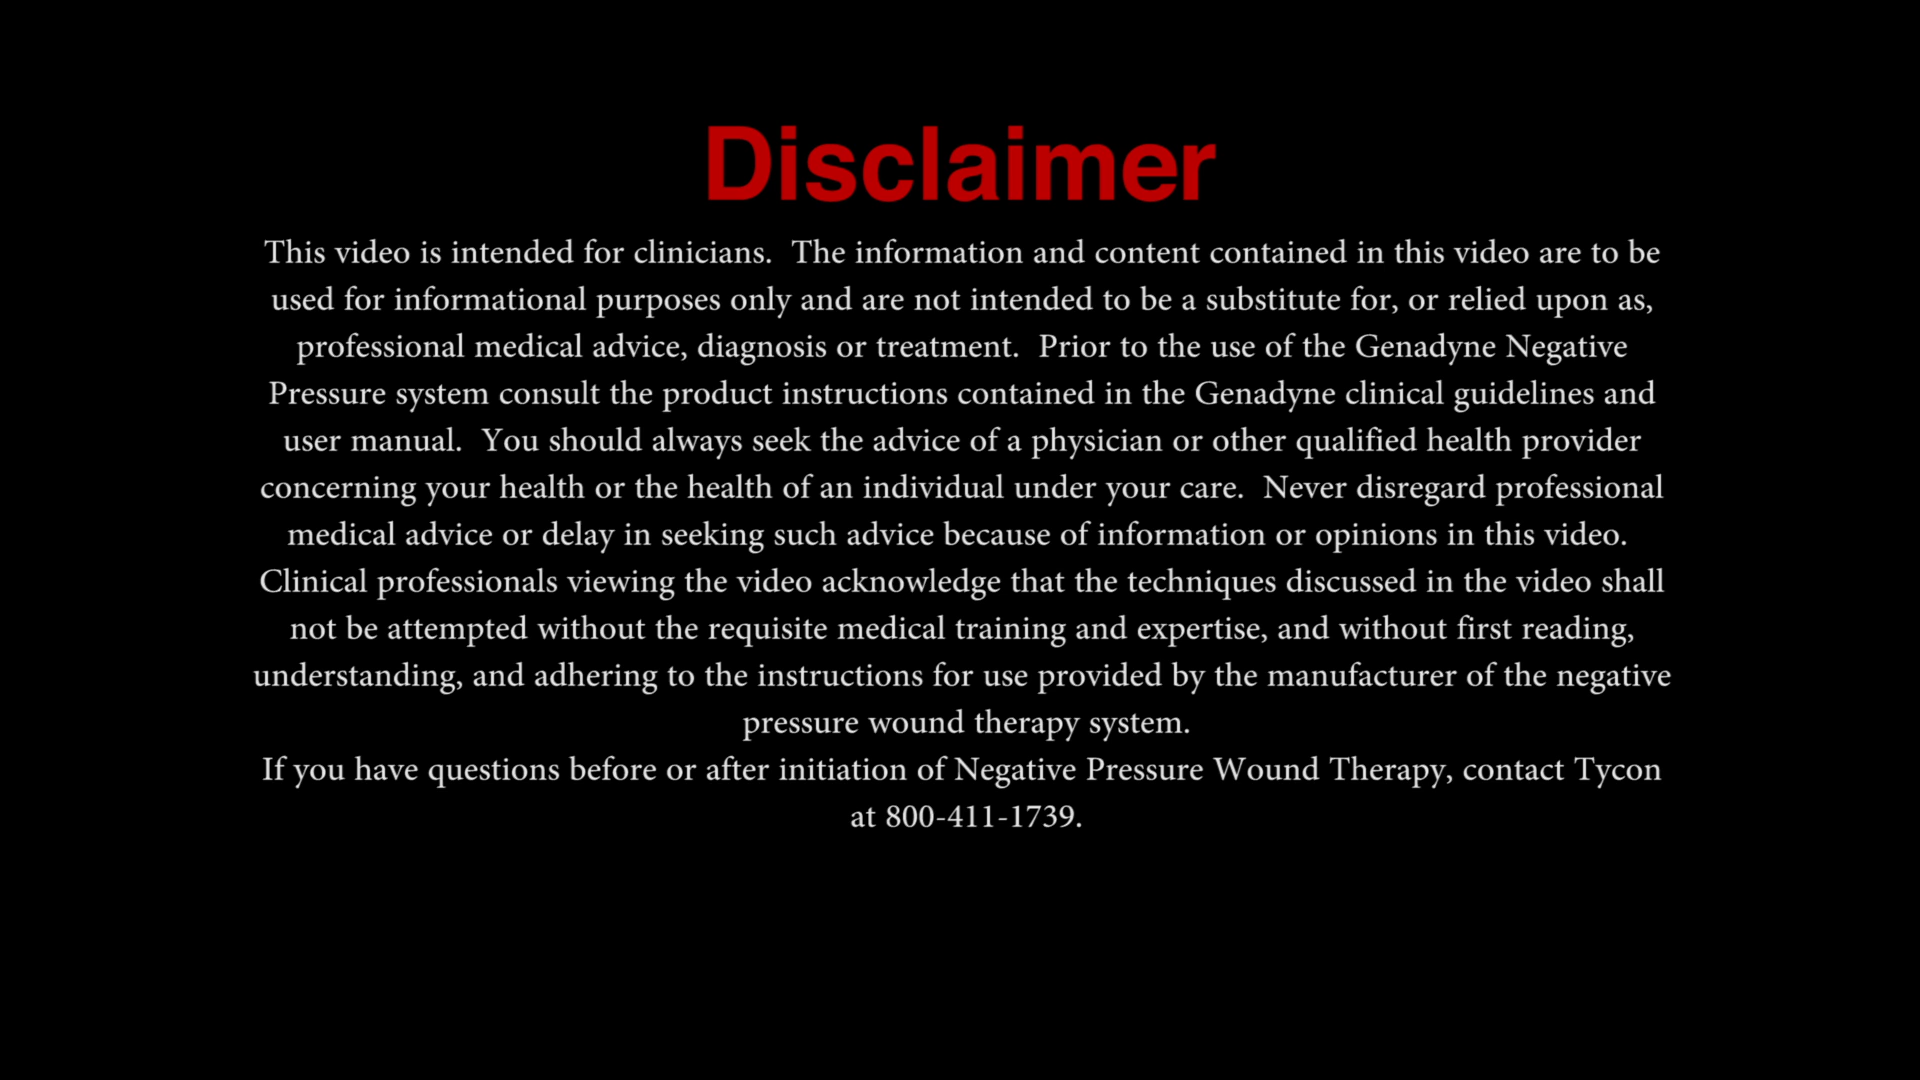 Disclaimer
This video is intended for clinicians.  The information and content contained in this video are to be
used for informational purposes only and are not intended to be a substitute for, or relied upon as,
professional medical advice, diagnosis or treatment.  Prior to the use of the Genadyne Negative
Pressure system consult the product instructions contained in the Genadyne clinical guidelines and
user manual.  You should always seek the advice of a physician or other qualified health provider
concerning your health or the health of an individual under your care.  Never disregard professional
medical advice or delay in seeking such advice because of information or opinions in this video.
Clinical professionals viewing the video acknowledge that the techniques discussed in the video shall
not be attempted without the requisite medical training and expertise, and without first reading,
understanding, and adhering to the instructions for use provided by the manufacturer of the negative
pressure wound therapy system.
If you have questions before or after initiation of Negative Pressure Wound Therapy, contact Tycon
at 800-411-1739.